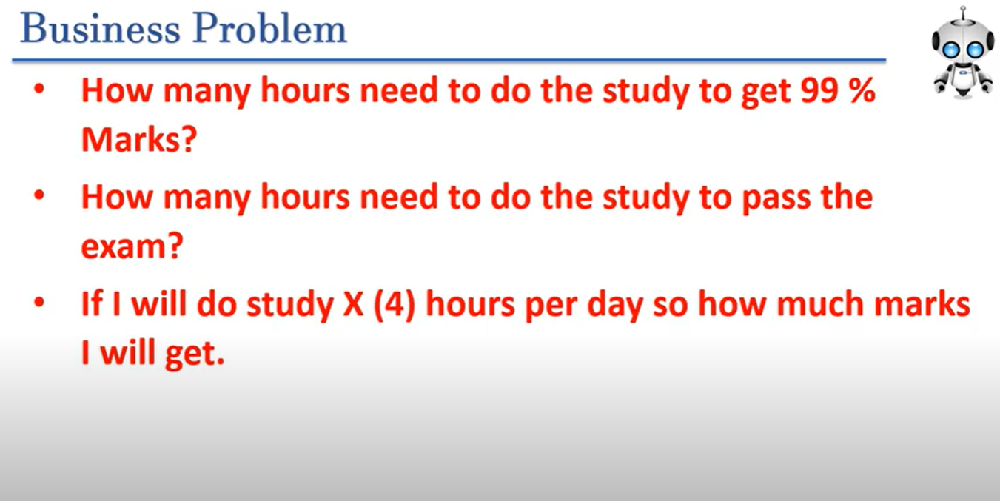 Business Problem
• How many hours need to do the study to get 99 %
Marks?
• How many hours need to do the study to pass the
exam?
• If I will do study X (4) hours per day so how much marks
I will get.